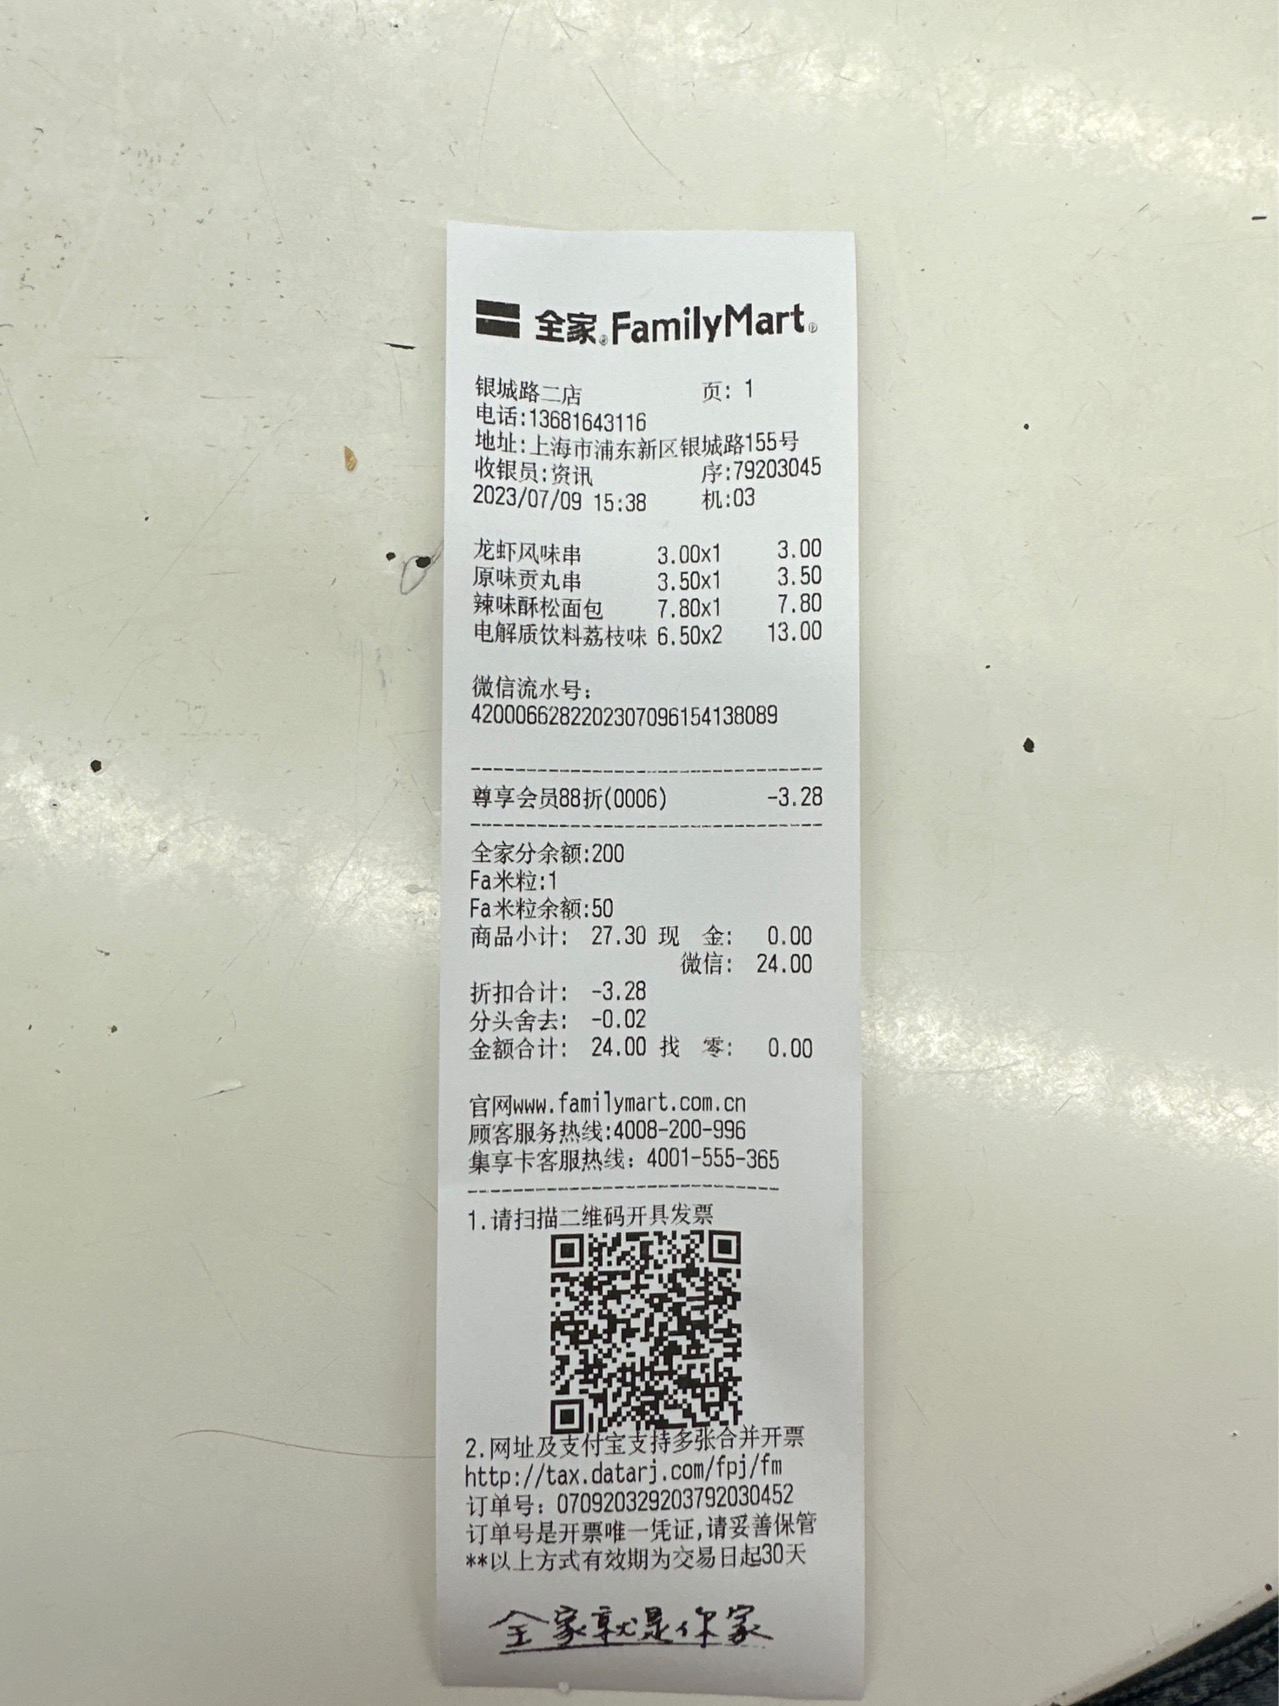 全家 FamilyMart
银城路二店 页: 1
电话:13681643116
地址:上海市浦东新区银城路155号
收银员:资讯 序:79203045
2023/07/09 15:38 机:03
龙虾风味串 3.00x1 3.00
原味贡丸串 3.50x1 3.50
辣味酥松面包 7.80x1 7.80
电解质饮料荔枝味 6.50x2 13.00
微信流水号:
4200066282202307096154138089
尊享会员88折(0006) -3.28
全家分余额:200
Fa米粒:1
Fa米粒余额:50
商品小计: 27.30 现 金: 0.00
微信: 24.00
折扣合计: -3.28
分头舍去: -0.02
金额合计: 24.00 找 零: 0.00
官网www.familymart.com.cn
顾客服务热线:4008-200-996
集享卡客服热线: 4001-555-365
1.请扫描二维码开具发票
2.网址及支付宝支持多张合并开票
http://tax.datarj.com/fpj/fm
订单号: 070920329203792030452
订单号是开票唯一凭证,请妥善保管
**以上方式有效期为交易日起30天
全家就是你家